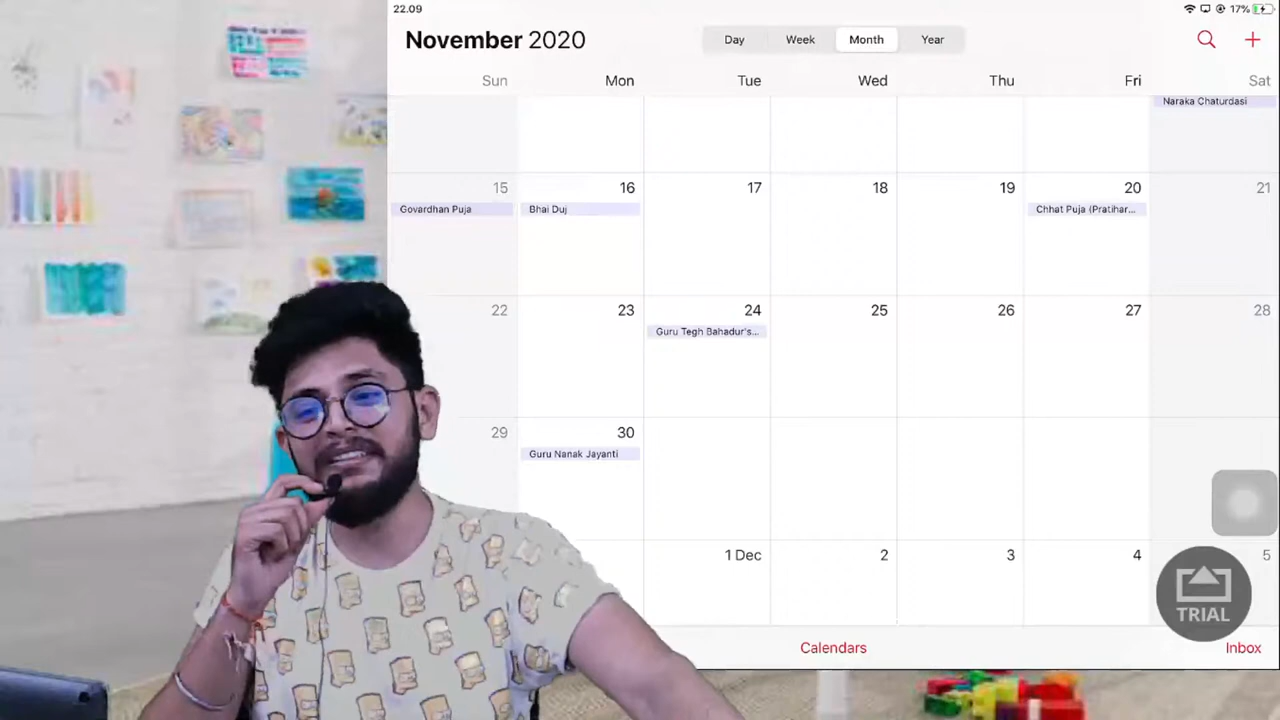 22.09
17%
November 2020
Day Week Month Year
Sun Mon Tue Wed Thu Fri Sat
Naraka Chaturdasi
15 16 17 18 19 20 21
Govardhan Puja Bhai Duj Chhat Puja (Pratihar...
22 23 24 25 26 27 28
Guru Tegh Bahadur's...
29 30
Guru Nanak Jayanti
1 Dec 2 3 4 5
TRIAL
Calendars Inbox